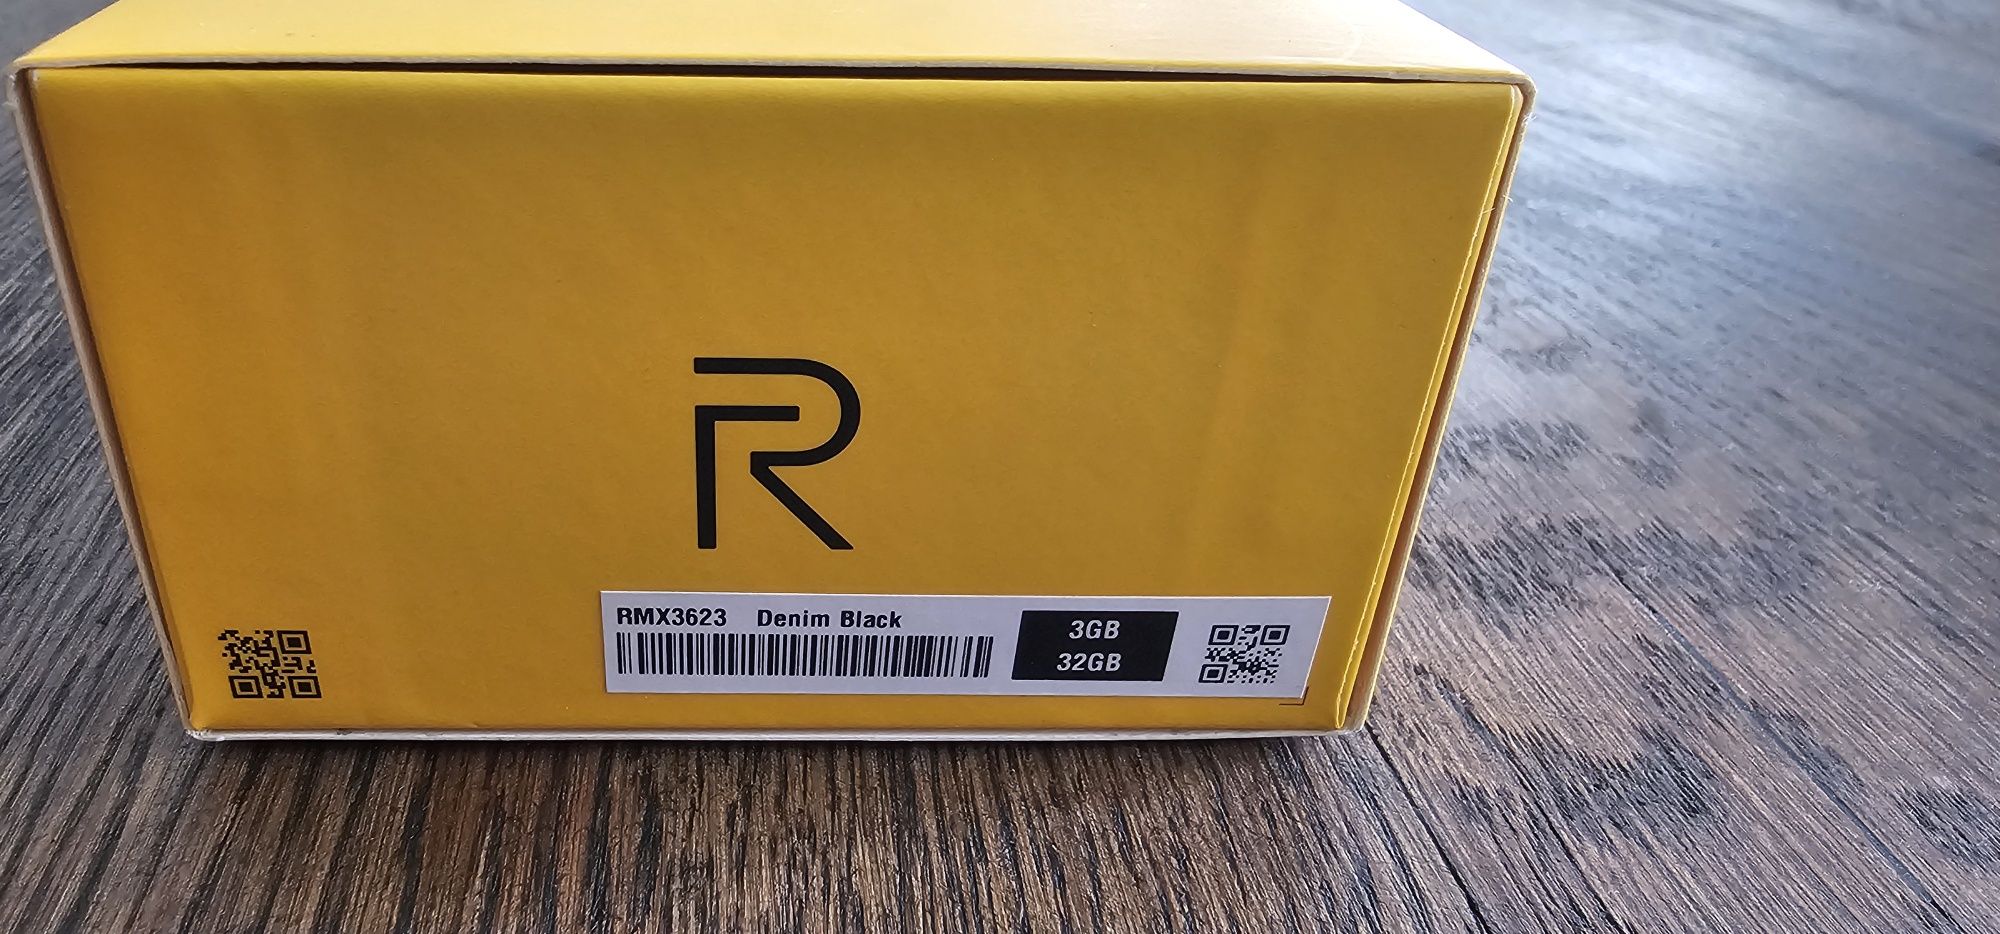 R
RMX3623 Denim Black
3GB
32GB